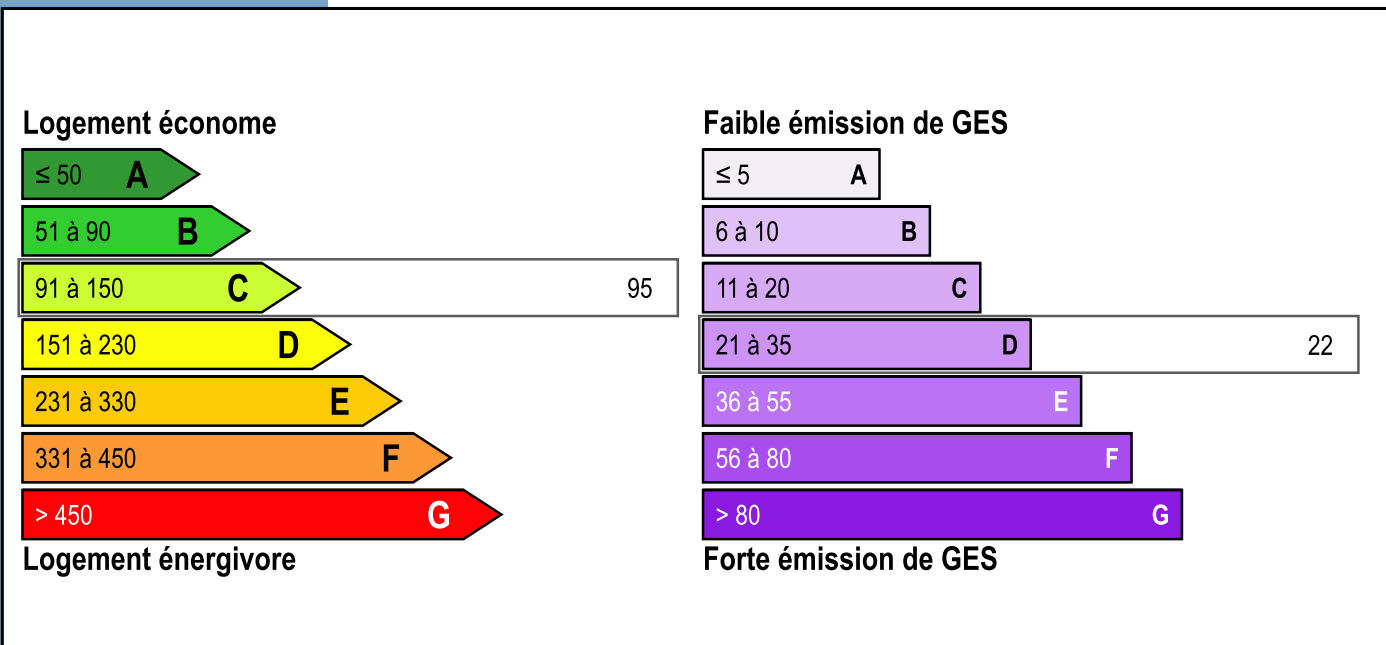 Logement économe
≤ 50 A
51 à 90 B
91 à 150 C 95
151 à 230 D
231 à 330 E
331 à 450 F
> 450 G
Logement énergivore
Faible émission de GES
≤ 5 A
6 à 10 B
11 à 20 C
21 à 35 D 22
36 à 55 E
56 à 80 F
> 80 G
Forte émission de GES